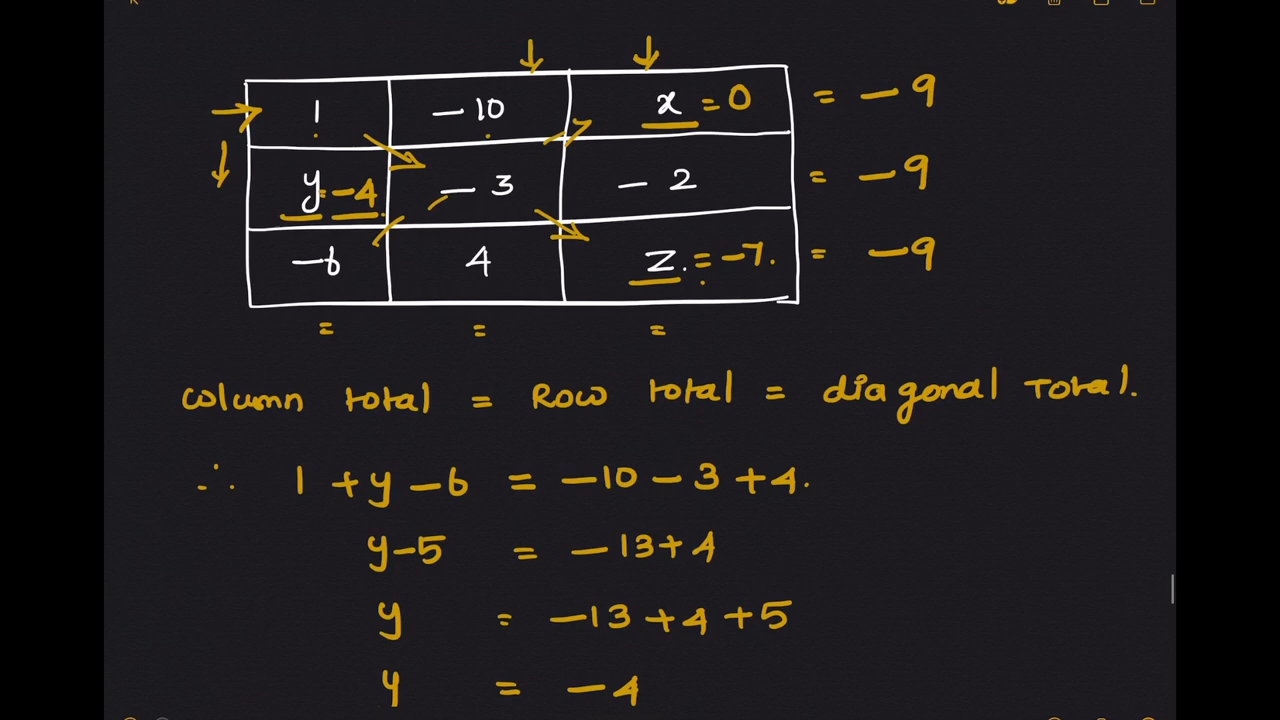 1 -10 x = 0 = -9
y = -4 -3 -2 = -9
-6 4 z. = -7. = -9
= = =
column total = Row total = diagonal Total.
∴ 1 + y - 6 = -10 - 3 + 4.
y - 5 = -13 + 4
y = -13 + 4 + 5
y = -4